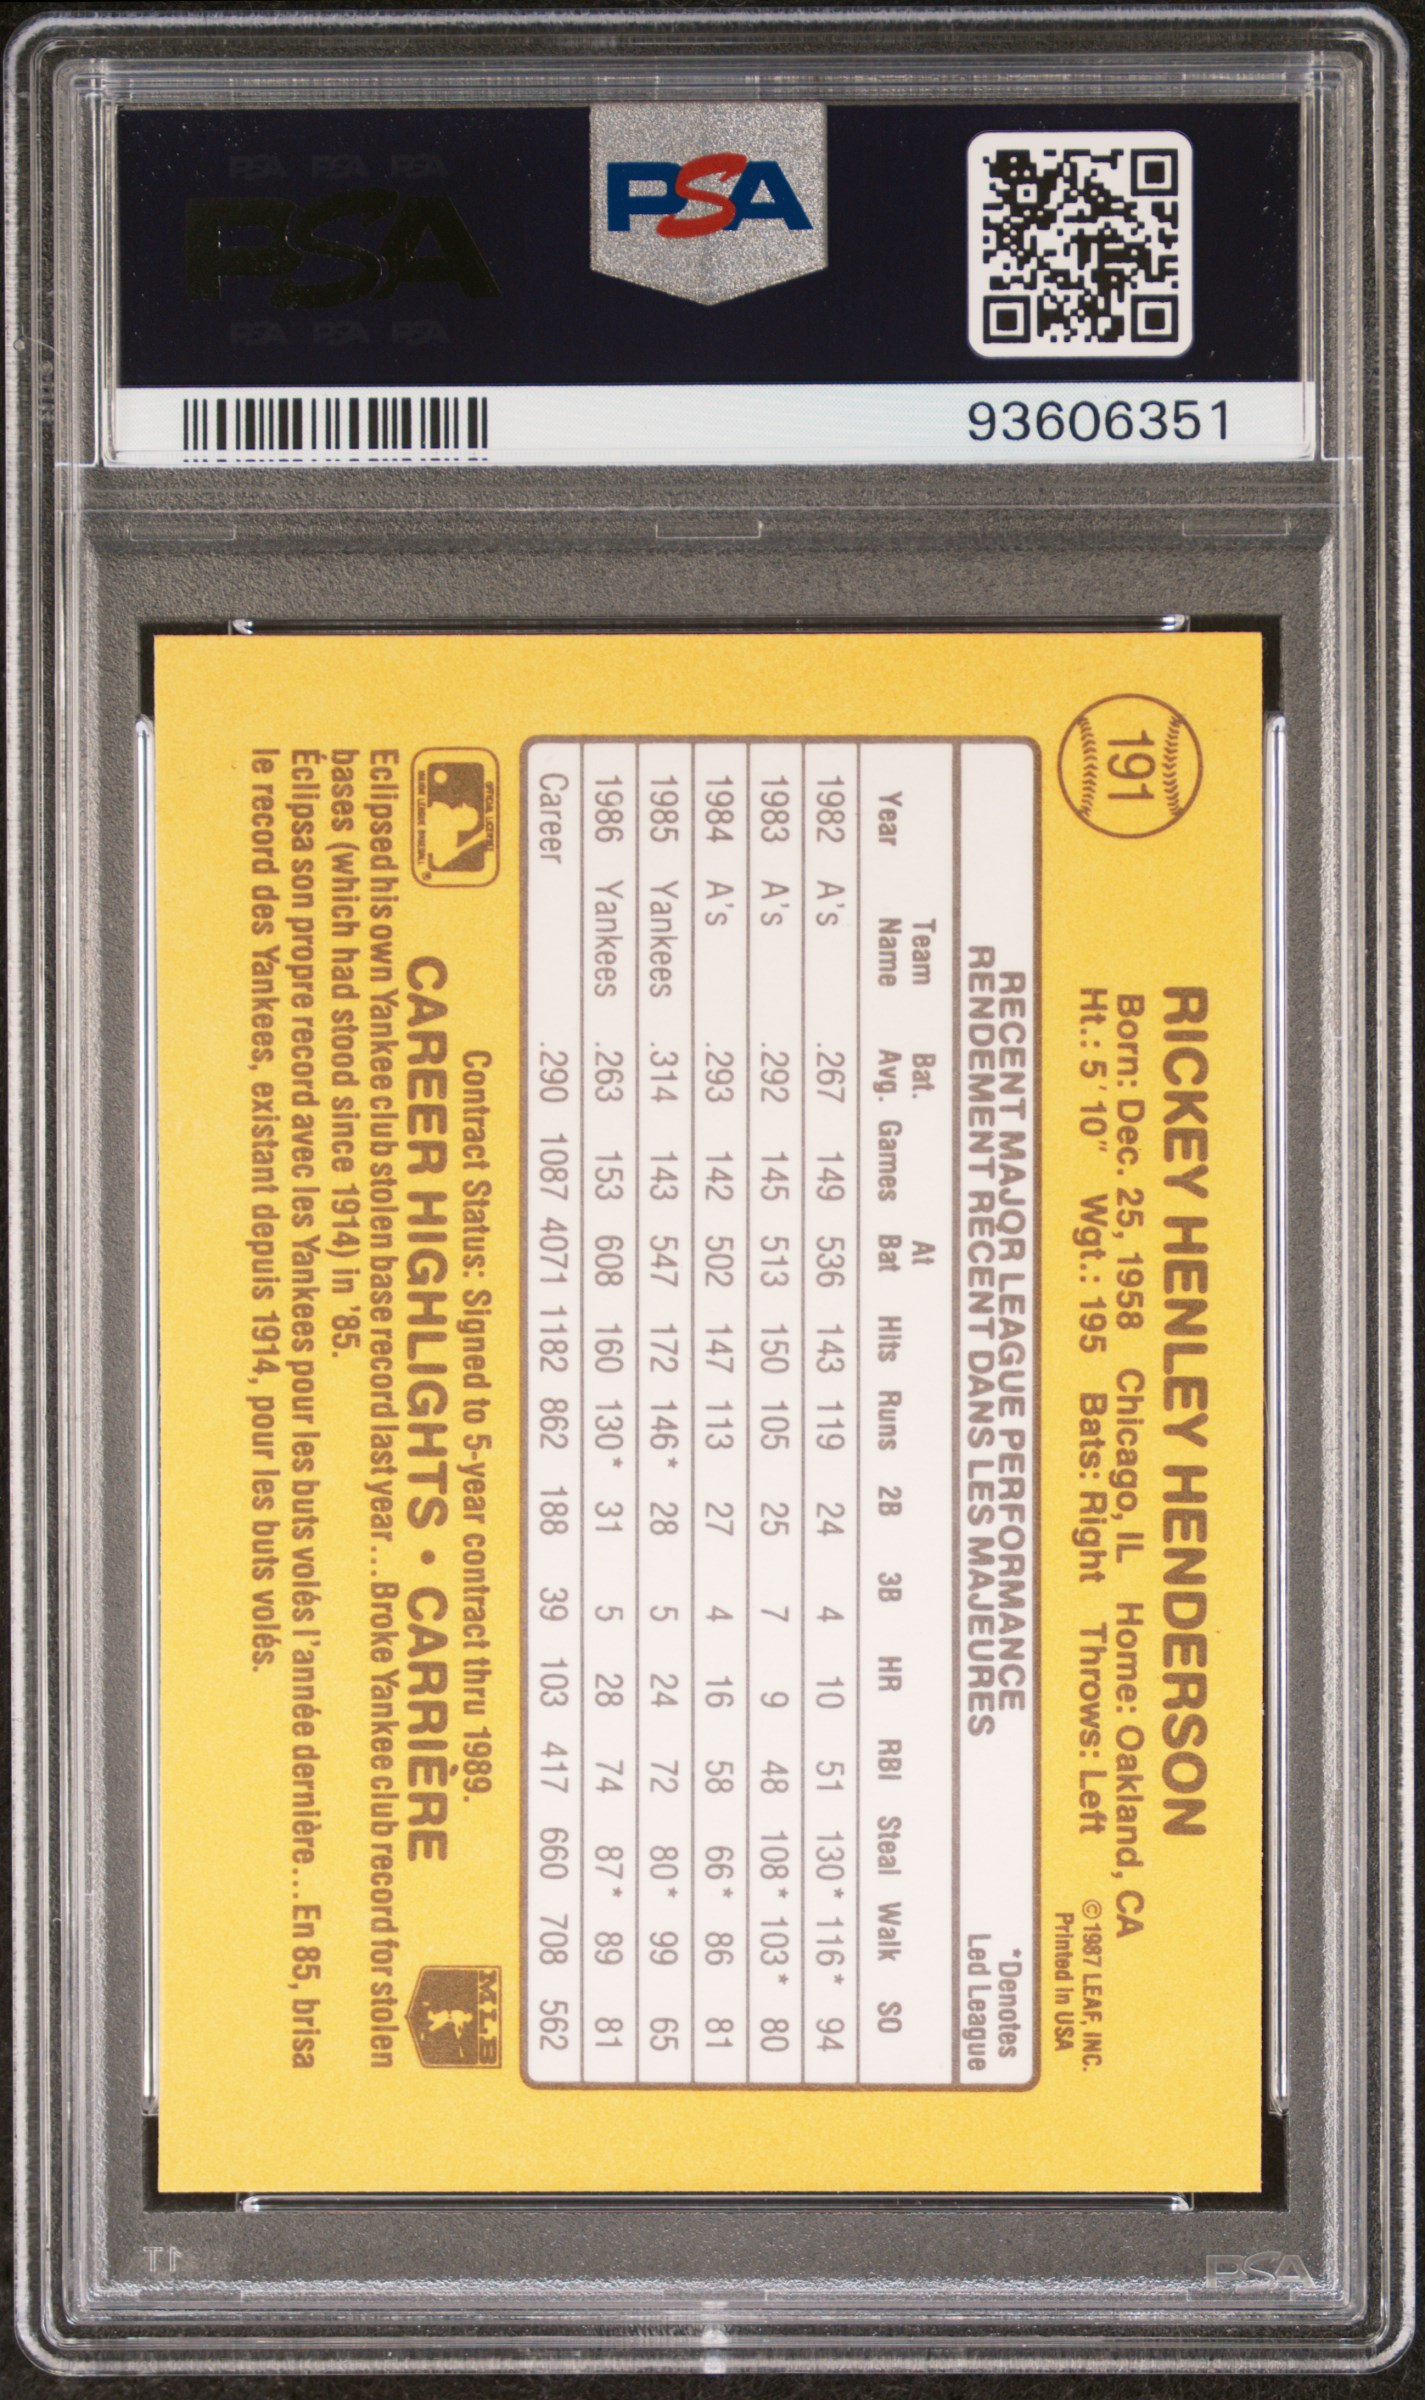 PSA PSA PSA
PSA
PSA PSA PSA
PSA
93606351
191
RICKEY HENLEY HENDERSON
Born: Dec. 25, 1958 Chicago, IL Home: Oakland, CA
Ht.: 5' 10" Wgt.: 195 Bats: Right Throws: Left
©1987 LEAF, INC.
Printed in USA
RECENT MAJOR LEAGUE PERFORMANCE
RENDEMENT RECENT DANS LES MAJEURES
*Denotes
Led League
Team Bat. At
Year Name Avg. Games Bat Hits Runs 2B 3B HR RBI Steal Walk SO
1982 A's .267 149 536 143 119 24 4 10 51 130* 116* 94
1983 A's .292 145 513 150 105 25 7 9 48 108* 103* 80
1984 A's .293 142 502 147 113 27 4 16 58 66* 86 81
1985 Yankees .314 143 547 172 146* 28 5 24 72 80* 99 65
1986 Yankees .263 153 608 160 130* 31 5 28 74 87* 89 81
Career .290 1087 4071 1182 862 188 39 103 417 660 708 562
Contract Status: Signed to 5-year contract thru 1989.
CAREER HIGHLIGHTS • CARRIÈRE
MLB
Eclipsed his own Yankee club stolen base record last year...Broke Yankee club record for stolen
bases (which had stood since 1914) in '85.
Éclipsa son propre record avec les Yankees pour les buts volés l'année dernière...En 85, brisa
le record des Yankees, existant depuis 1914, pour les buts volés.
PSA